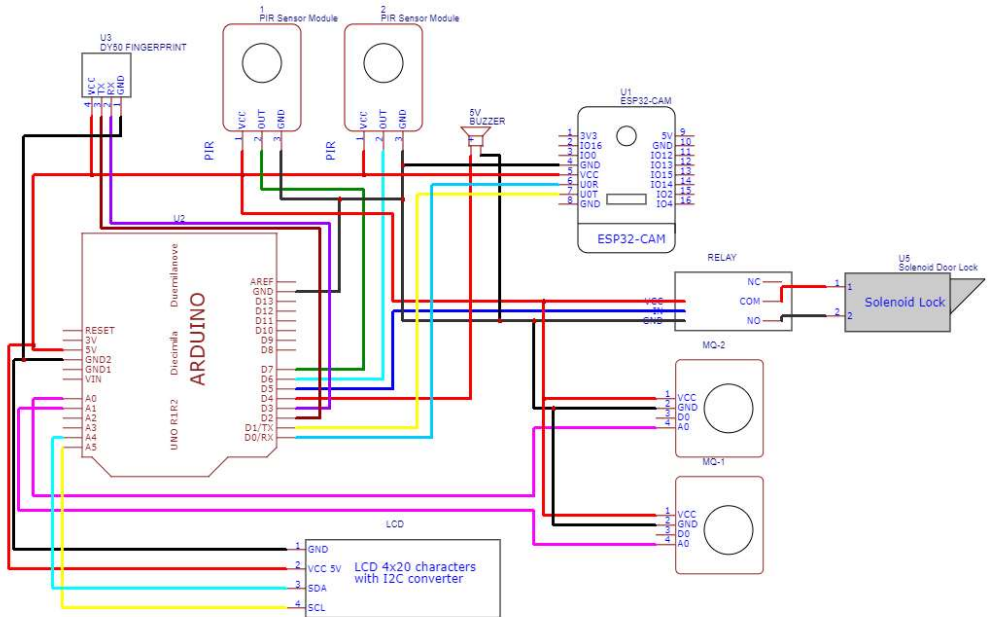 1
PIR Sensor Module
2
PIR Sensor Module
U3
DY50 FINGERPRINT
VCC
TX
RX
GND
4
3
2
1
VCC
OUT
GND
1
2
3
PIR
VCC
OUT
GND
1
2
3
PIR
5V
BUZZER
+
U1
ESP32-CAM
1 3V3
2 IO16
3 IO0
4 GND
5 VCC
6 U0R
7 U0T
8 GND
5V 9
GND 10
IO12 11
IO13 12
IO15 13
IO14 14
IO2 15
IO4 16
ESP32-CAM
U2
Duemilanove
Diecimila
ARDUINO
UNO R1R2
RESET
3V
5V
GND2
GND1
VIN
A0
A1
A2
A3
A4
A5
AREF
GND
D13
D12
D11
D10
D9
D8
D7
D6
D5
D4
D3
D2
D1/TX
D0/RX
RELAY
VCC
IN
GND
NC
COM
NO
U5
Solenoid Door Lock
1 1
2 2
Solenoid Lock
MQ-2
1 VCC
2 GND
3 D0
4 A0
MQ-1
1 VCC
2 GND
3 D0
4 A0
LCD
1 GND
2 VCC 5V
3 SDA
4 SCL
LCD 4x20 characters
with I2C converter